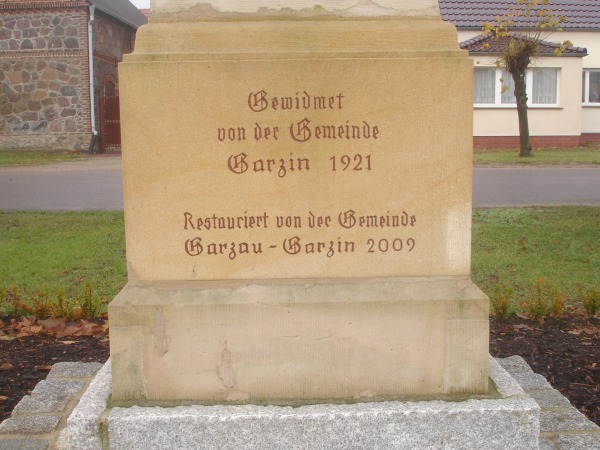 Gewidmet
von der Gemeinde
Garzin 1921
Restauriert von der Gemeinde
Garzau - Garzin 2009